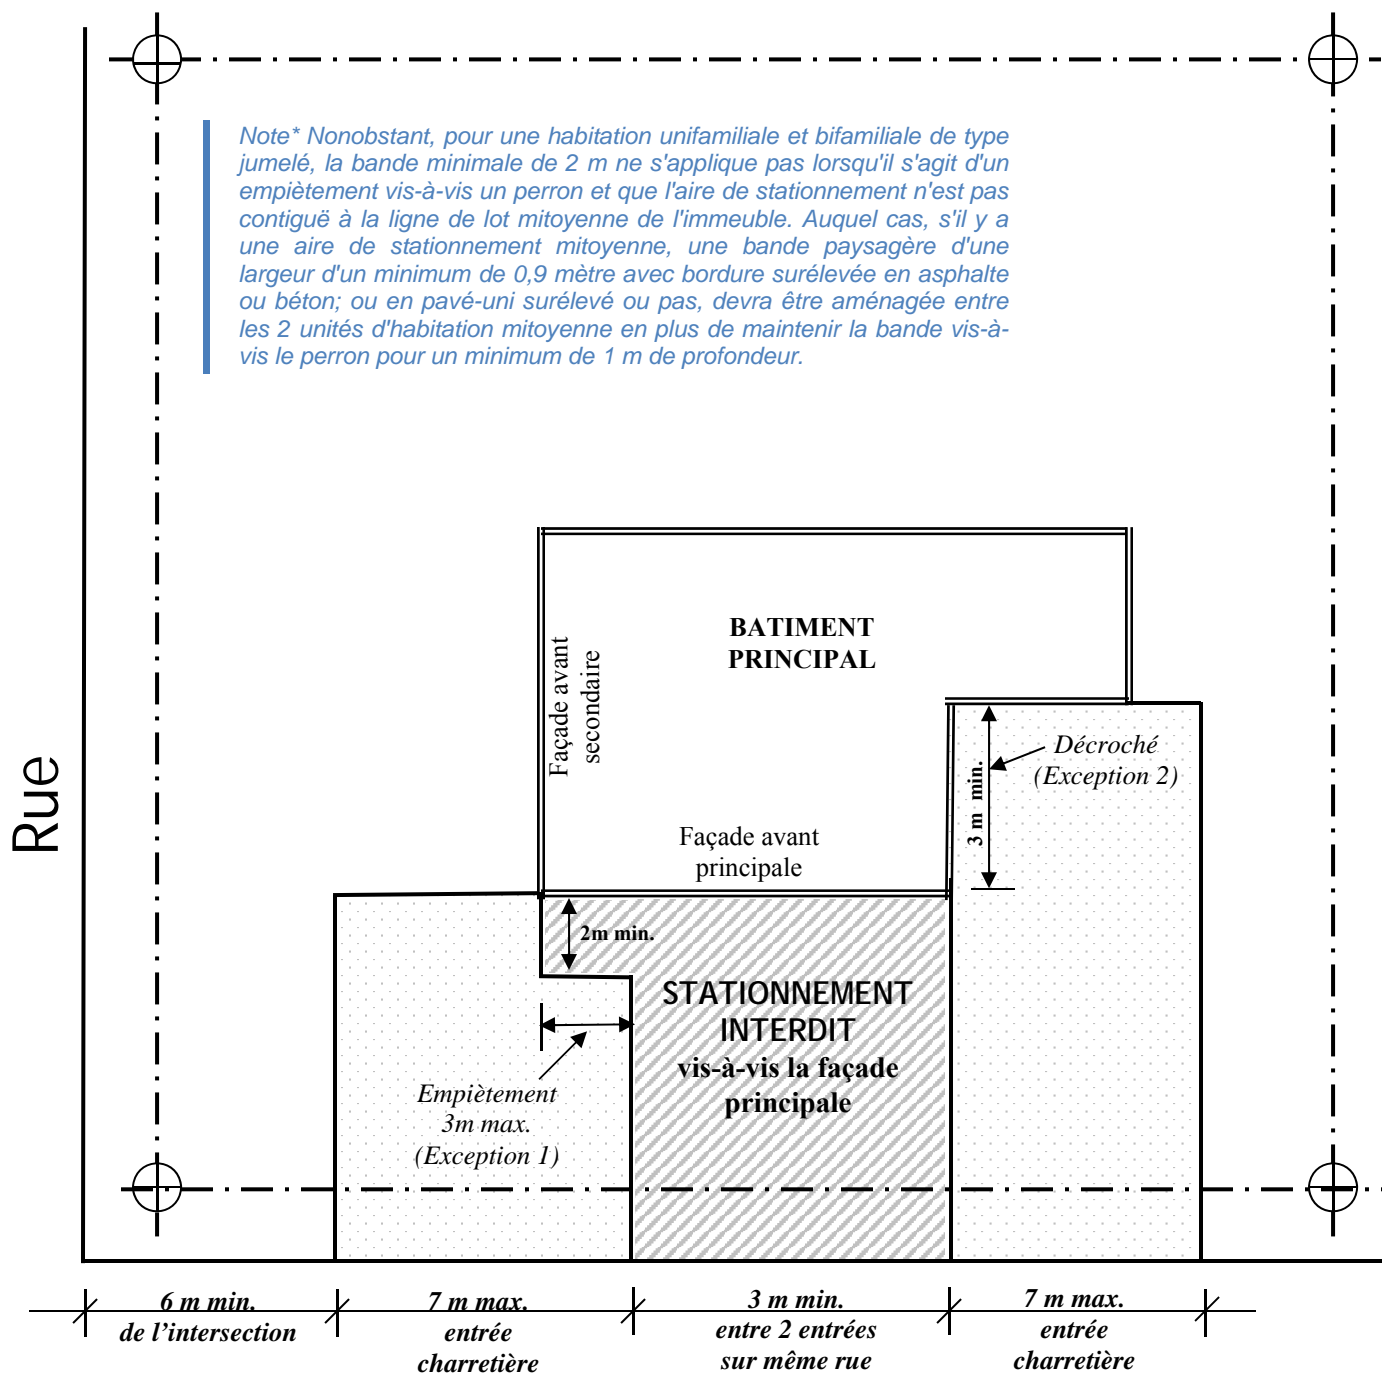 Note* Nonobstant, pour une habitation unifamiliale et bifamiliale de type
jumelé, la bande minimale de 2 m ne s'applique pas lorsqu'il s'agit d'un
empiètement vis-à-vis un perron et que l'aire de stationnement n'est pas
contiguë à la ligne de lot mitoyenne de l'immeuble. Auquel cas, s'il y a
une aire de stationnement mitoyenne, une bande paysagère d'une
largeur d'un minimum de 0,9 mètre avec bordure surélevée en asphalte
ou béton; ou en pavé-uni surélevé ou pas, devra être aménagée entre
les 2 unités d'habitation mitoyenne en plus de maintenir la bande vis-à-
vis le perron pour un minimum de 1 m de profondeur.
BATIMENT
PRINCIPAL
Façade avant
secondaire
Rue
Décroché
(Exception 2)
3 m min.
Façade avant
principale
2m min.
STATIONNEMENT
INTERDIT
vis-à-vis la façade
principale
Empiètement
3m max.
(Exception 1)
6 m min.
de l'intersection
7 m max.
entrée
charretière
3 m min.
entre 2 entrées
sur même rue
7 m max.
entrée
charretière